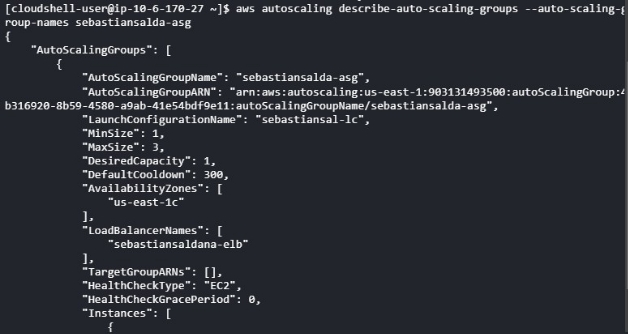 [cloudshell-user@ip-10-6-170-27 ~]$ aws autoscaling describe-auto-scaling-groups --auto-scaling-g
roup-names sebastiansalda-asg
{
    "AutoScalingGroups": [
        {
            "AutoScalingGroupName": "sebastiansalda-asg",
            "AutoScalingGroupARN": "arn:aws:autoscaling:us-east-1:903131493500:autoScalingGroup:4
b316920-8b59-4580-a9ab-41e54bdf9e11:autoScalingGroupName/sebastiansalda-asg",
            "LaunchConfigurationName": "sebastiansal-lc",
            "MinSize": 1,
            "MaxSize": 3,
            "DesiredCapacity": 1,
            "DefaultCooldown": 300,
            "AvailabilityZones": [
                "us-east-1c"
            ],
            "LoadBalancerNames": [
                "sebastiansaldana-elb"
            ],
            "TargetGroupARNs": [],
            "HealthCheckType": "EC2",
            "HealthCheckGracePeriod": 0,
            "Instances": [
                {